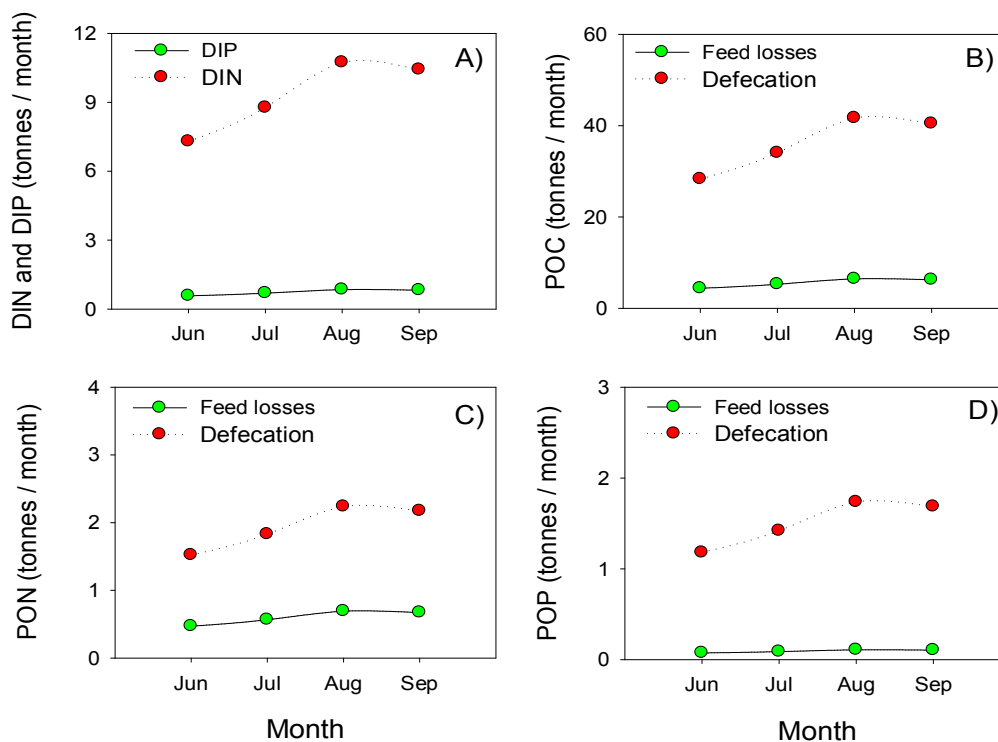 DIN and DIP (tonnes / month)
12
9
6
3
0
DIP
DIN
A)
Jun Jul Aug Sep
POC (tonnes / month)
60
40
20
0
Feed losses
Defecation
B)
Jun Jul Aug Sep
PON (tonnes / month)
4
3
2
1
0
Feed losses
Defecation
C)
Jun Jul Aug Sep
Month
POP (tonnes / month)
3
2
1
0
Feed losses
Defecation
D)
Jun Jul Aug Sep
Month